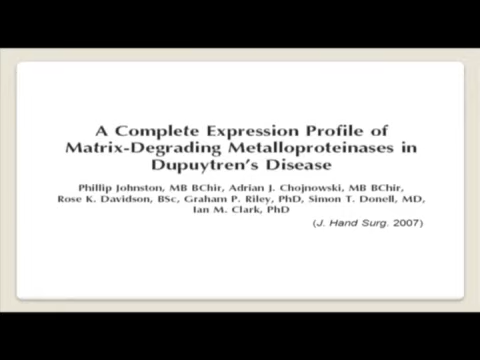 A Complete Expression Profile of
Matrix-Degrading Metalloproteinases in
Dupuytren's Disease
Phillip Johnston, MB BChir, Adrian J. Chojnowski, MB BChir,
Rose K. Davidson, BSc, Graham P. Riley, PhD, Simon T. Donell, MD,
Ian M. Clark, PhD
(J. Hand Surg. 2007)